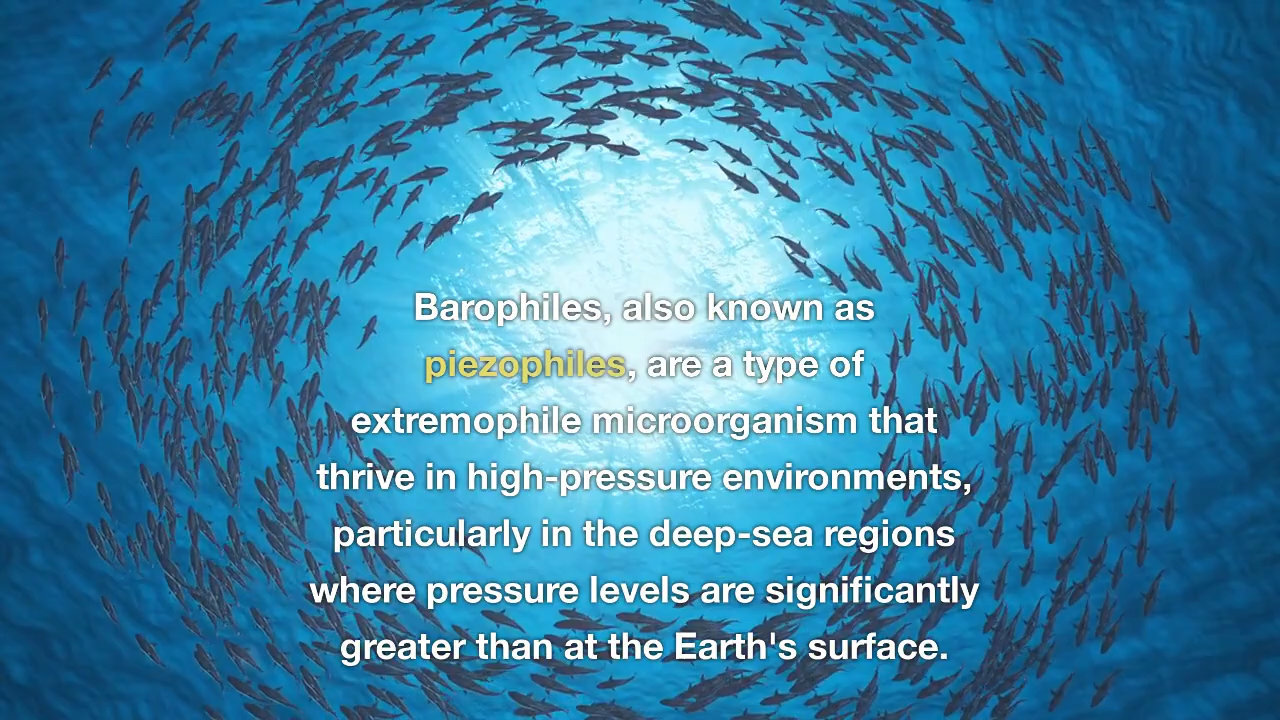 Barophiles, also known as
piezophiles, are a type of
extremophile microorganism that
thrive in high-pressure environments,
particularly in the deep-sea regions
where pressure levels are significantly
greater than at the Earth's surface.